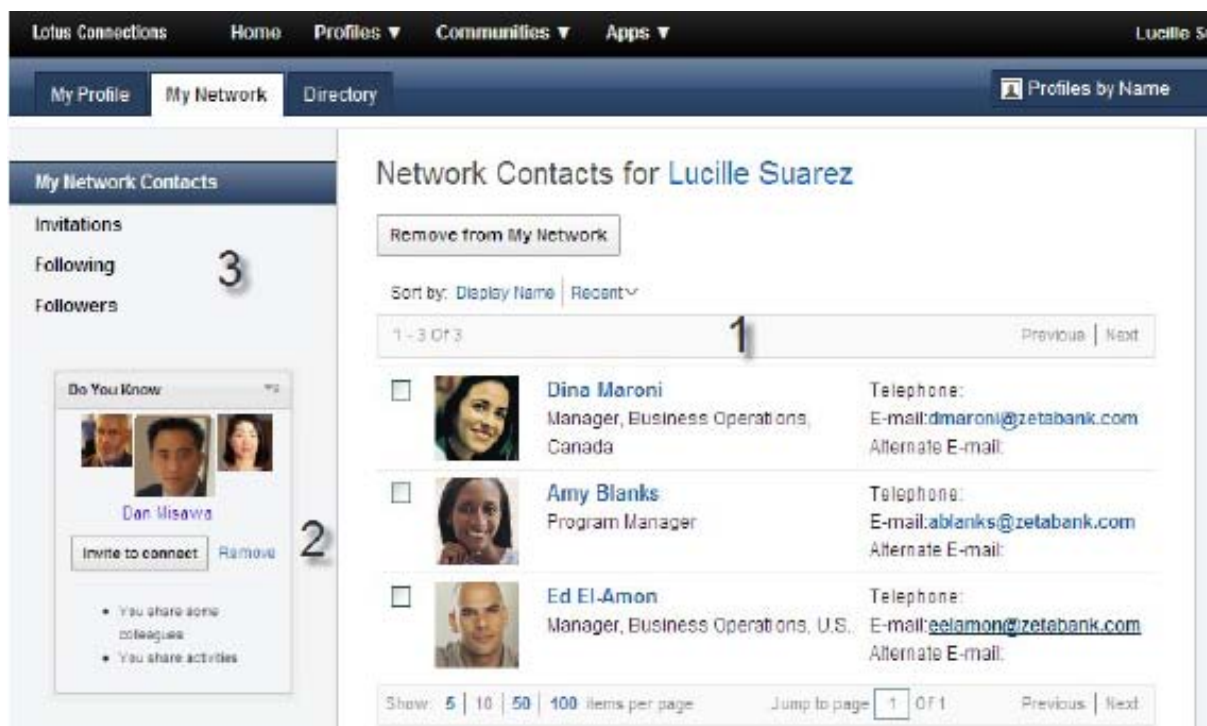 Lotus Connections Home Profiles ▼ Communities ▼ Apps ▼ Lucille
My Profile My Network Directory Profiles by Name
My Network Contacts
Invitations
Following
Followers
3
Do You Know
Dan Misawa
Invite to connect Remove
2
• You share some
colleagues
• You share activities
Network Contacts for Lucille Suarez
Remove from My Network
Sort by: Display Name | Recent
1 - 3 Of 3 Previous | Next
1
Dina Maroni
Manager, Business Operations,
Canada
Telephone:
E-mail:dmaroni@zetabank.com
Alternate E-mail:
Amy Blanks
Program Manager
Telephone:
E-mail:ablanks@zetabank.com
Alternate E-mail:
Ed El-Amon
Manager, Business Operations, U.S.
Telephone:
E-mail:eelamon@zetabank.com
Alternate E-mail:
Show: 5 | 10 | 50 | 100 items per page Jump to page 1 Of 1 Previous | Next